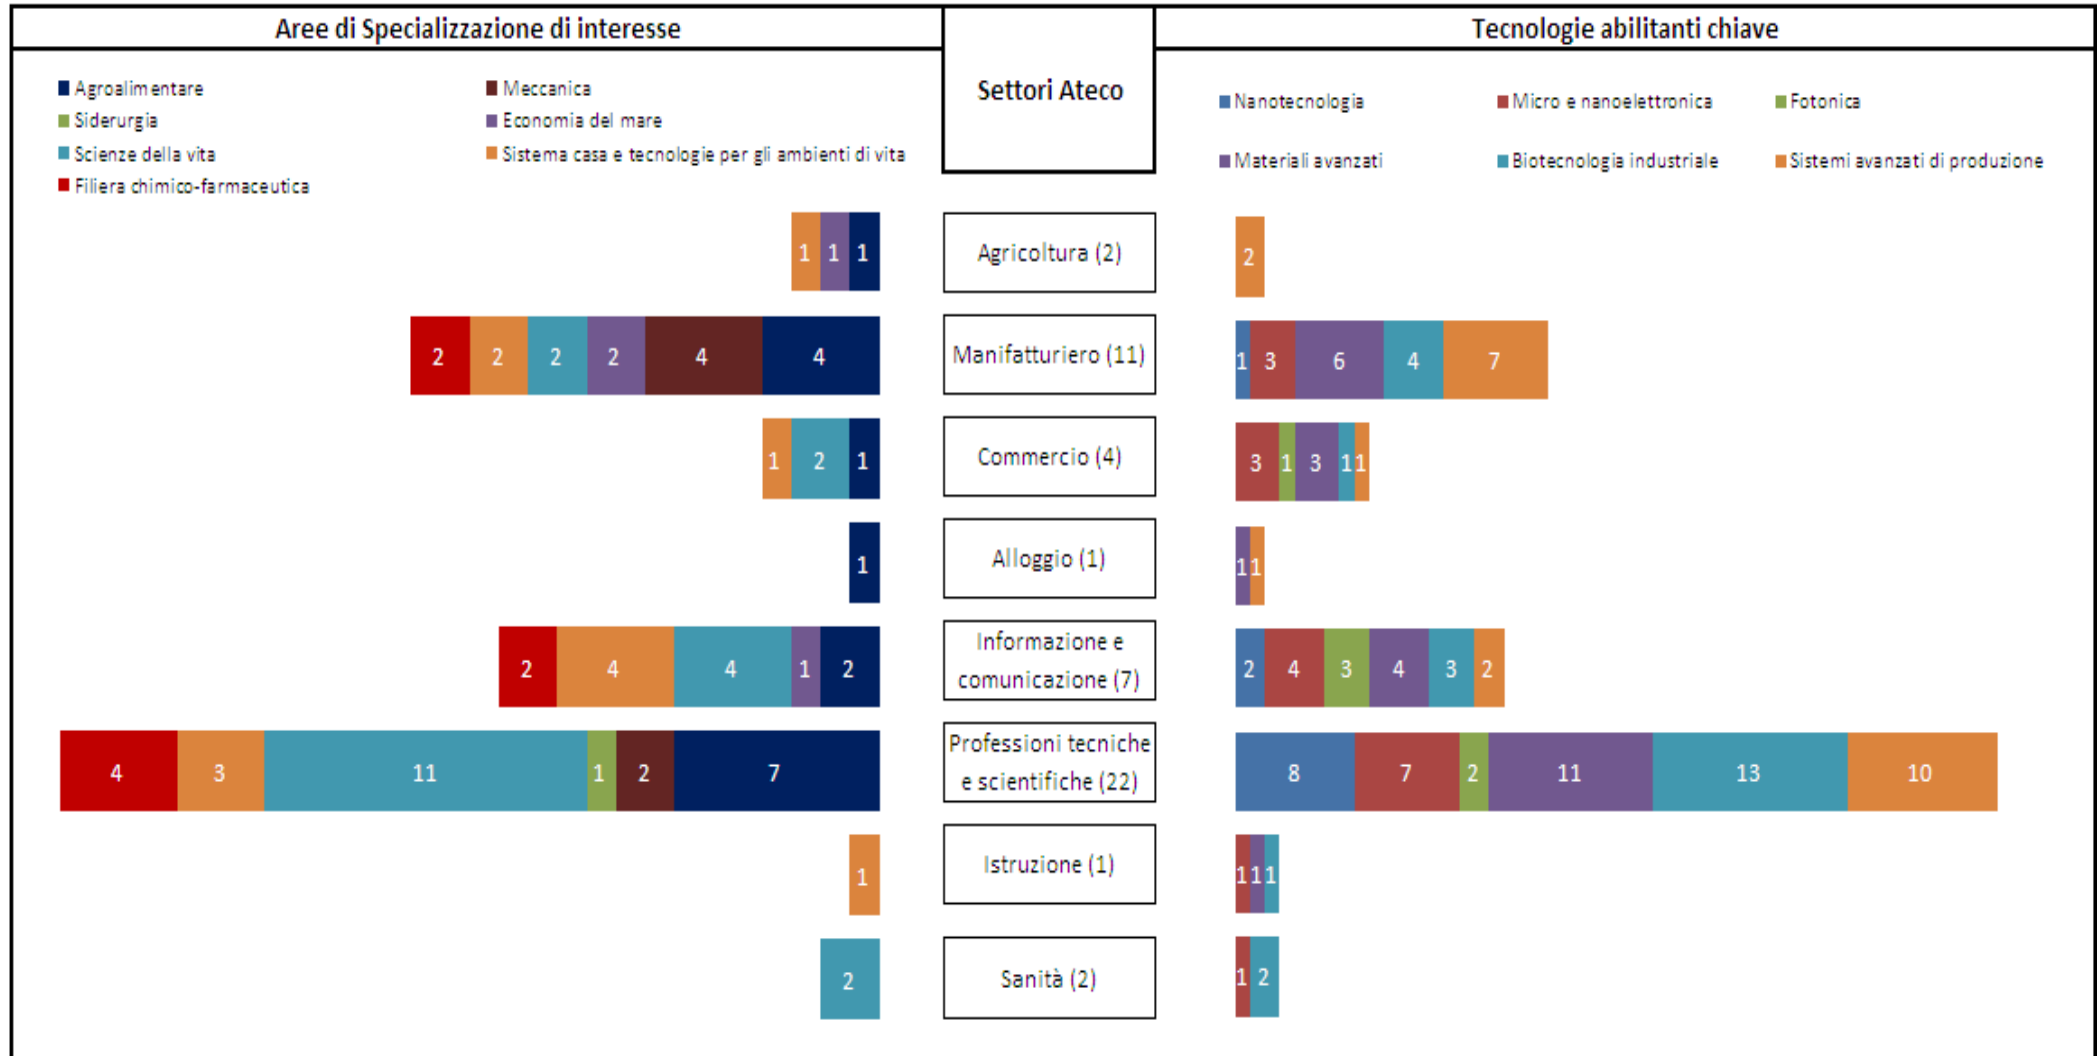 Aree di Specializzazione di interesse
Settori Ateco
Tecnologie abilitanti chiave
Agroalimentare
Meccanica
Siderurgia
Economia del mare
Scienze della vita
Sistema casa e tecnologie per gli ambienti di vita
Filiera chimico-farmaceutica
Nanotecnologia
Micro e nanoelettronica
Fotonica
Materiali avanzati
Biotecnologia industriale
Sistemi avanzati di produzione
1 1 1
Agricoltura (2)
2
2 2 2 2 4 4
Manifatturiero (11)
1 3 6 4 7
1 2 1
Commercio (4)
3 1 3 1 1
1
Alloggio (1)
1 1
2 4 4 1 2
Informazione e
comunicazione (7)
2 4 3 4 3 2
4 3 11 1 2 7
Professioni tecniche
e scientifiche (22)
8 7 2 11 13 10
1
Istruzione (1)
1 1 1
2
Sanità (2)
1 2